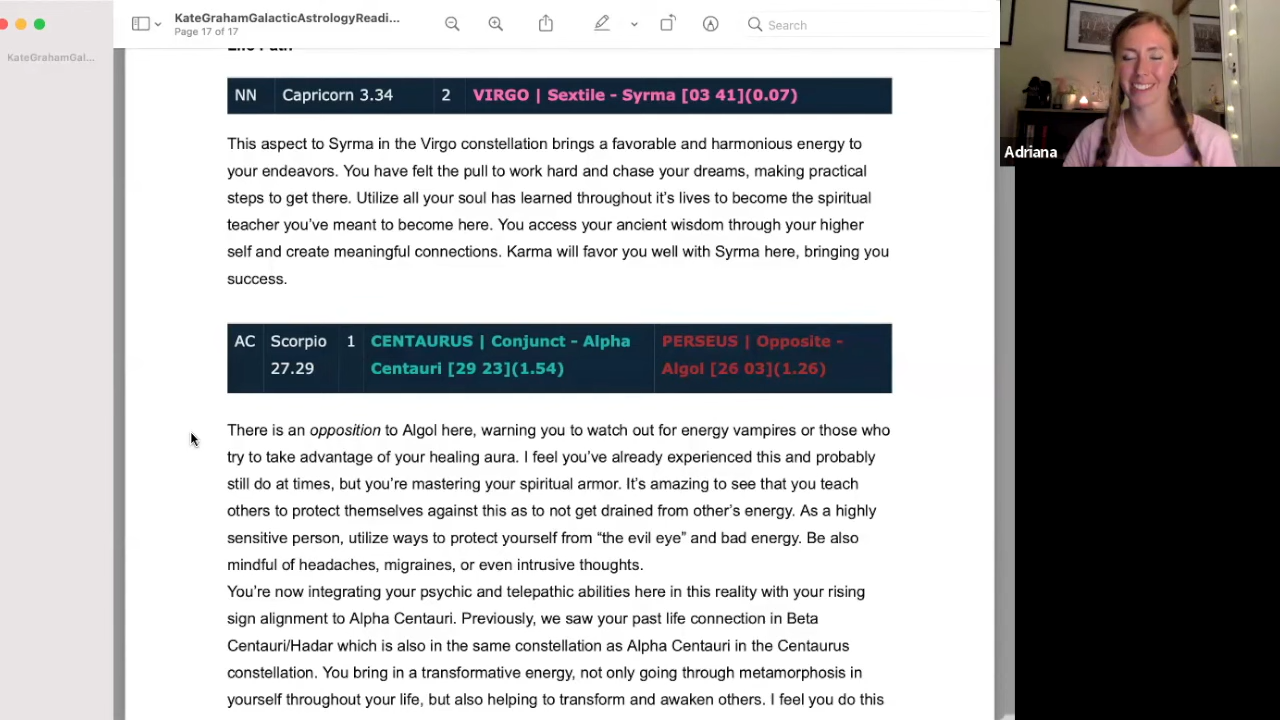 KateGrahamGalacticAstrologyReadi...
Page 17 of 17
Search
KateGrahamGal...
Adriana
Life Path
NN Capricorn 3.34 2 VIRGO | Sextile - Syrma [03 41](0.07)
This aspect to Syrma in the Virgo constellation brings a favorable and harmonious energy to
your endeavors. You have felt the pull to work hard and chase your dreams, making practical
steps to get there. Utilize all your soul has learned throughout it’s lives to become the spiritual
teacher you’ve meant to become here. You access your ancient wisdom through your higher
self and create meaningful connections. Karma will favor you well with Syrma here, bringing you
success.
AC Scorpio 1 CENTAURUS | Conjunct - Alpha PERSEUS | Opposite -
27.29 Centauri [29 23](1.54) Algol [26 03](1.26)
There is an opposition to Algol here, warning you to watch out for energy vampires or those who
try to take advantage of your healing aura. I feel you’ve already experienced this and probably
still do at times, but you’re mastering your spiritual armor. It’s amazing to see that you teach
others to protect themselves against this as to not get drained from other’s energy. As a highly
sensitive person, utilize ways to protect yourself from “the evil eye” and bad energy. Be also
mindful of headaches, migraines, or even intrusive thoughts.
You’re now integrating your psychic and telepathic abilities here in this reality with your rising
sign alignment to Alpha Centauri. Previously, we saw your past life connection in Beta
Centauri/Hadar which is also in the same constellation as Alpha Centauri in the Centaurus
constellation. You bring in a transformative energy, not only going through metamorphosis in
yourself throughout your life, but also helping to transform and awaken others. I feel you do this